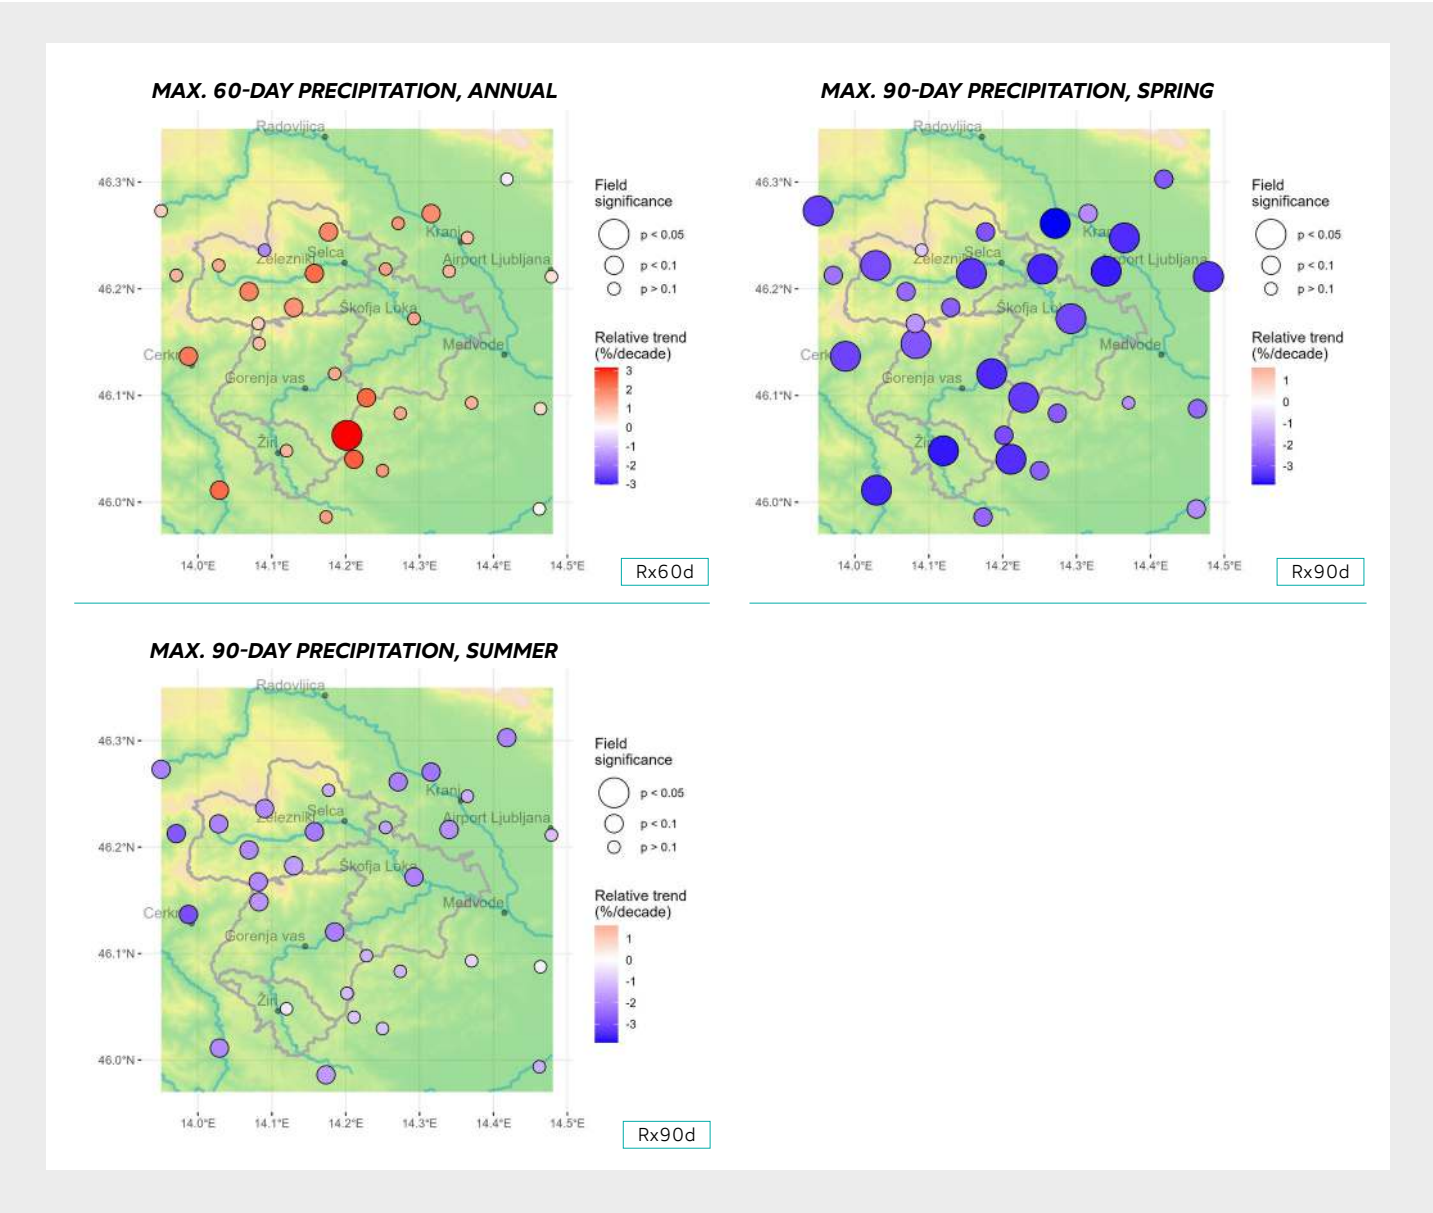 MAX. 60-DAY PRECIPITATION, ANNUAL
Radovljica
46.3°N
46.2°N
46.1°N
46.0°N
Kranj
Selca
Železniki
Airport Ljubljana
Škofja Loka
Medvode
Cerkno
Gorenja vas
Žiri
14.0°E
14.1°E
14.2°E
14.3°E
14.4°E
14.5°E
Field
significance
p < 0.05
p < 0.1
p > 0.1
Relative trend
(%/decade)
3
2
1
0
-1
-2
-3
Rx60d
MAX. 90-DAY PRECIPITATION, SPRING
Radovljica
46.3°N
46.2°N
46.1°N
46.0°N
Kranj
Selca
Železniki
Airport Ljubljana
Škofja Loka
Medvode
Cerkno
Gorenja vas
Žiri
14.0°E
14.1°E
14.2°E
14.3°E
14.4°E
14.5°E
Field
significance
p < 0.05
p < 0.1
p > 0.1
Relative trend
(%/decade)
1
0
-1
-2
-3
Rx90d
MAX. 90-DAY PRECIPITATION, SUMMER
Radovljica
46.3°N
46.2°N
46.1°N
46.0°N
Kranj
Selca
Železniki
Airport Ljubljana
Škofja Loka
Medvode
Cerkno
Gorenja vas
Žiri
14.0°E
14.1°E
14.2°E
14.3°E
14.4°E
14.5°E
Field
significance
p < 0.05
p < 0.1
p > 0.1
Relative trend
(%/decade)
1
0
-1
-2
-3
Rx90d